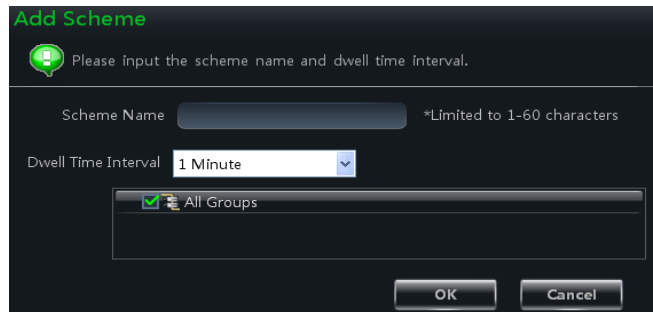 Add Scheme
Please input the scheme name and dwell time interval.
Scheme Name *Limited to 1-60 characters
Dwell Time Interval 1 Minute
All Groups
OK Cancel